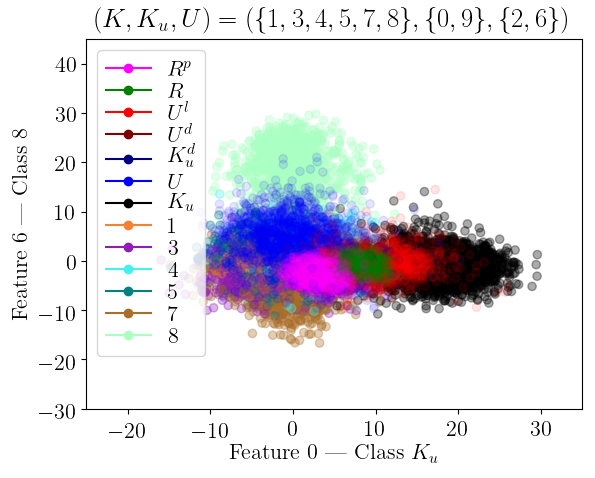 (K, K_u, U) = ({1, 3, 4, 5, 7, 8}, {0, 9}, {2, 6})
Feature 6 — Class 8
40
30
20
10
0
−10
−20
−30
R^p
R
U^l
U^d
K_u^d
U
K_u
1
3
4
5
7
8
−20
−10
0
10
20
30
Feature 0 — Class K_u